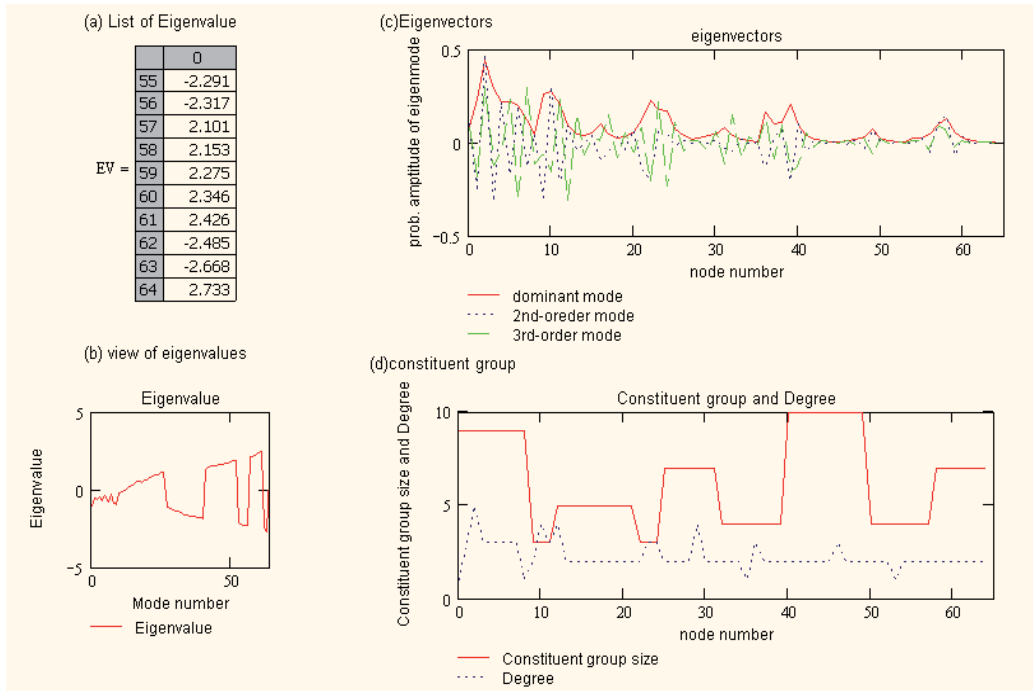 (a) List of Eigenvalue
EV =
0
55 -2.291
56 -2.317
57 2.101
58 2.153
59 2.275
60 2.346
61 2.426
62 -2.485
63 -2.668
64 2.733
(b) view of eigenvalues
Eigenvalue
Eigenvalue
5
0
-5
0 50
Mode number
Eigenvalue
(c)Eigenvectors
eigenvectors
prob. amptitude of eigenmode
0.5
0
-0.5
0 10 20 30 40 50 60
node number
dominant mode
2nd-oreder mode
3rd-order mode
(d)constituent group
Constituent group and Degree
Constituent group size and Degree
10
5
0
0 10 20 30 40 50 60
node number
Constituent group size
Degree